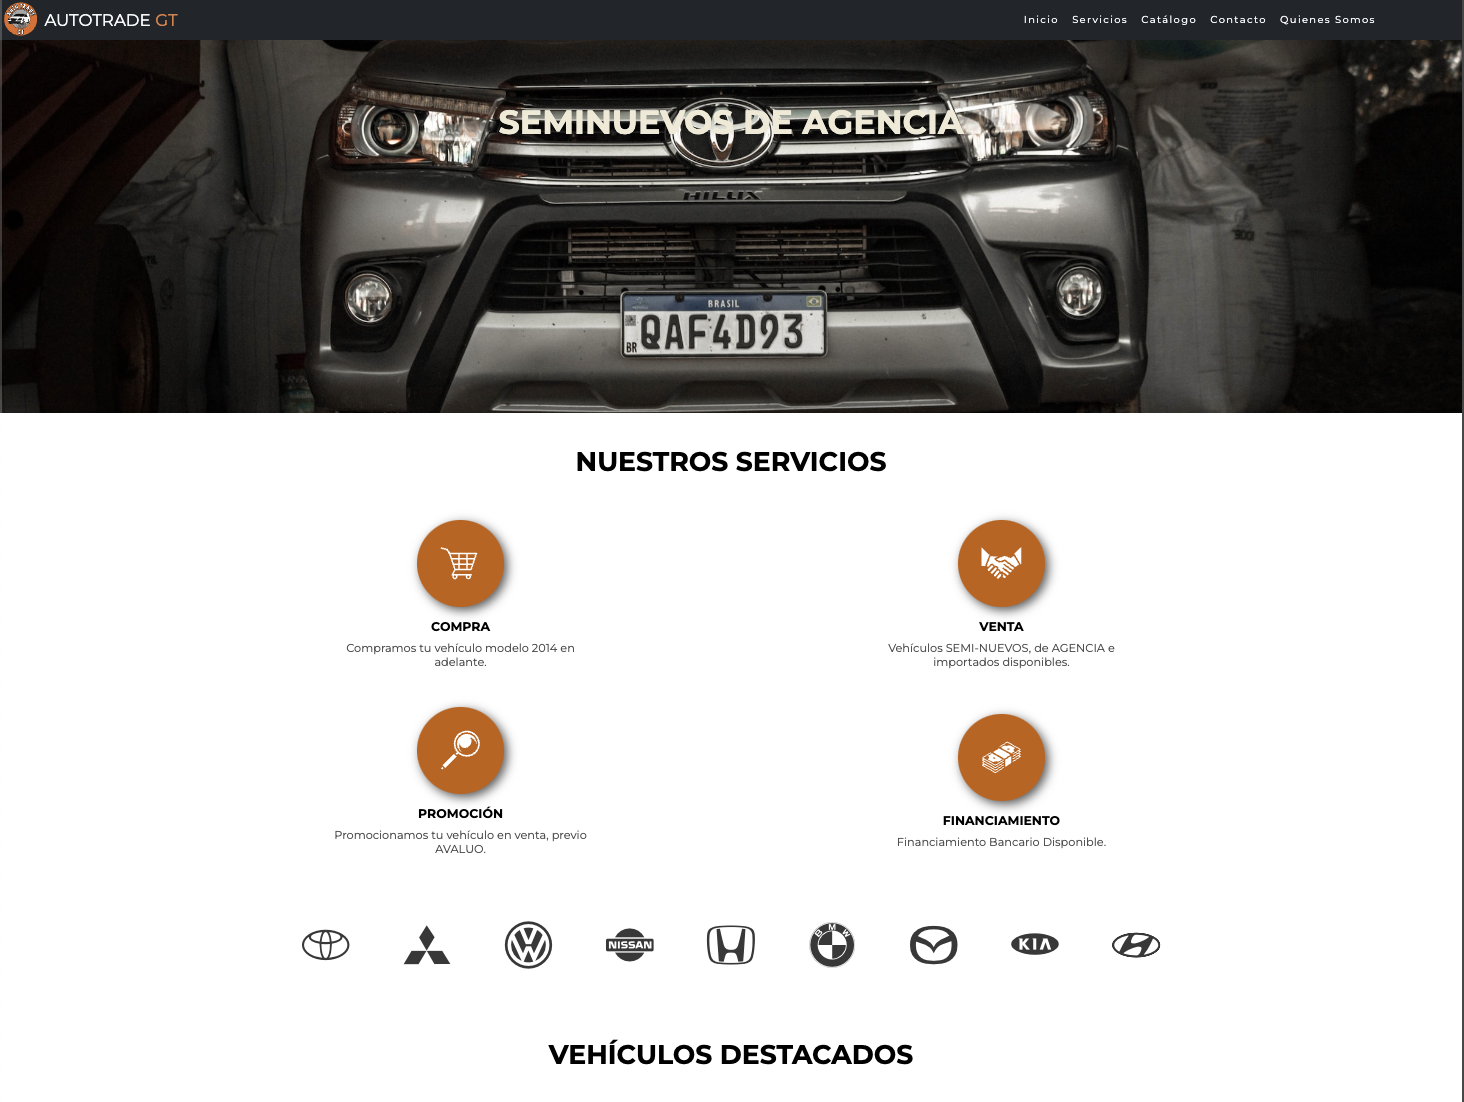 AUTOTRADE GT
Inicio Servicios Catálogo Contacto Quienes Somos
SEMINUEVOS DE AGENCIA
HILUX
BRASIL
BR QAF4D93
NUESTROS SERVICIOS
COMPRA
Compramos tu vehículo modelo 2014 en
adelante.
VENTA
Vehículos SEMI-NUEVOS, de AGENCIA e
importados disponibles.
PROMOCIÓN
Promocionamos tu vehículo en venta, previo
AVALUO.
FINANCIAMIENTO
Financiamiento Bancario Disponible.
NISSAN
BMW
KIA
VEHÍCULOS DESTACADOS